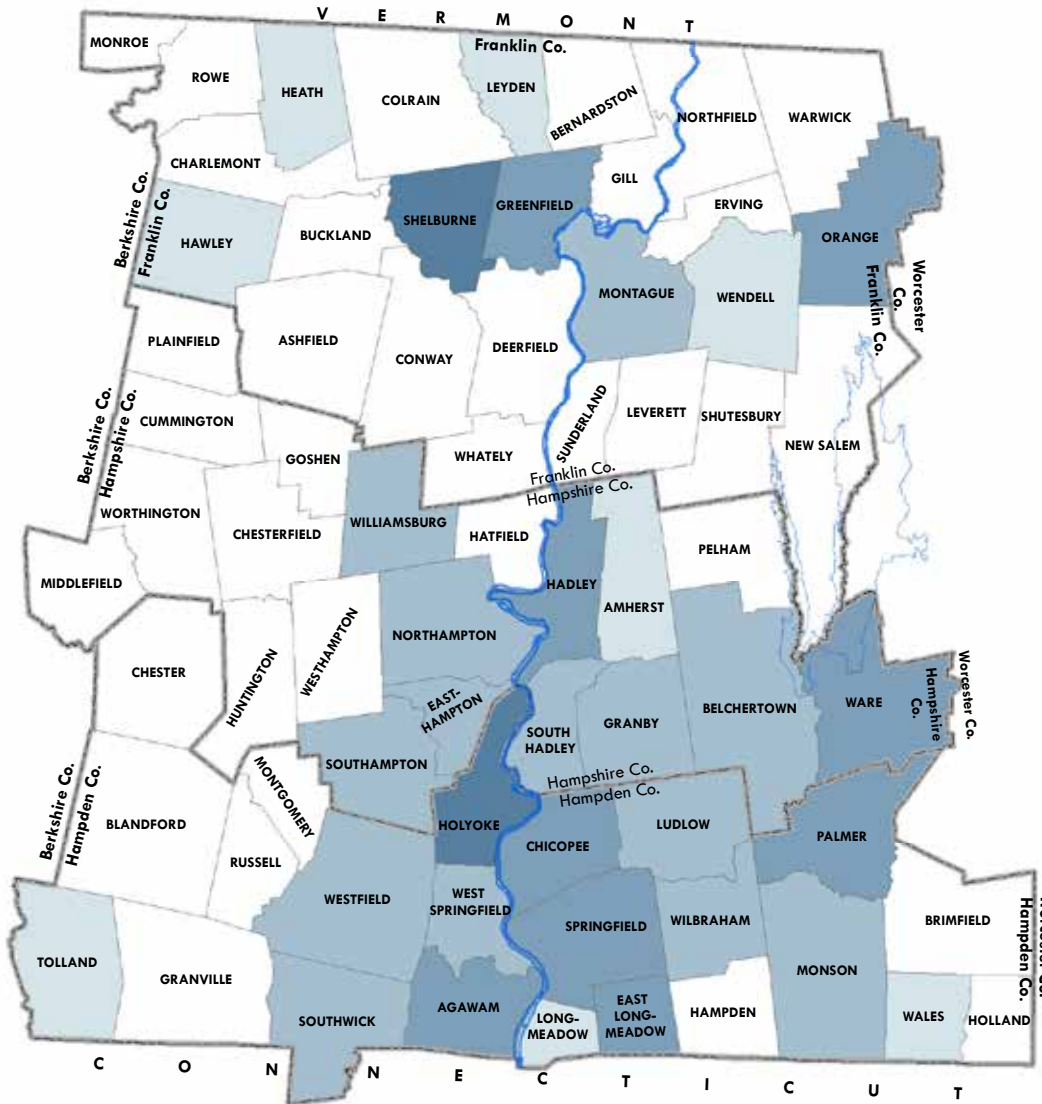 V E R M O N T
Franklin Co.
MONROE
ROWE
HEATH
COLRAIN
LEYDEN
BERNARDSTON
NORTHFIELD
WARWICK
CHARLEMONT
GILL
ERVING
SHELBURNE
GREENFIELD
BUCKLAND
HAWLEY
Berkshire Co.
Franklin Co.
ORANGE
MONTAGUE
WENDELL
Franklin Co.
Worcester Co.
PLAINFIELD
ASHFIELD
CONWAY
DEERFIELD
SUNDERLAND
LEVERETT
SHUTESBURY
NEW SALEM
CUMMINGTON
GOSHEN
WHATELY
Franklin Co.
Hampshire Co.
Berkshire Co.
Hampshire Co.
WORTHINGTON
CHESTERFIELD
WILLIAMSBURG
HATFIELD
PELHAM
MIDDLEFIELD
HADLEY
AMHERST
NORTHAMPTON
WESTHAMPTON
CHESTER
HUNTINGTON
EAST-
HAMPTON
SOUTH
HADLEY
GRANBY
BELCHERTOWN
WARE
Hampshire
Co.
Worcester Co.
SOUTHAMPTON
MONTGOMERY
Hampshire Co.
Hampden Co.
Berkshire Co.
Hampden Co.
BLANDFORD
RUSSELL
HOLYOKE
CHICOPEE
LUDLOW
PALMER
WESTFIELD
WEST
SPRINGFIELD
SPRINGFIELD
WILBRAHAM
BRIMFIELD
Hampden Co.
TOLLAND
GRANVILLE
SOUTHWICK
AGAWAM
LONG-
MEADOW
EAST
LONG-
MEADOW
HAMPDEN
MONSON
WALES
HOLLAND
C O N N E C T I C U T